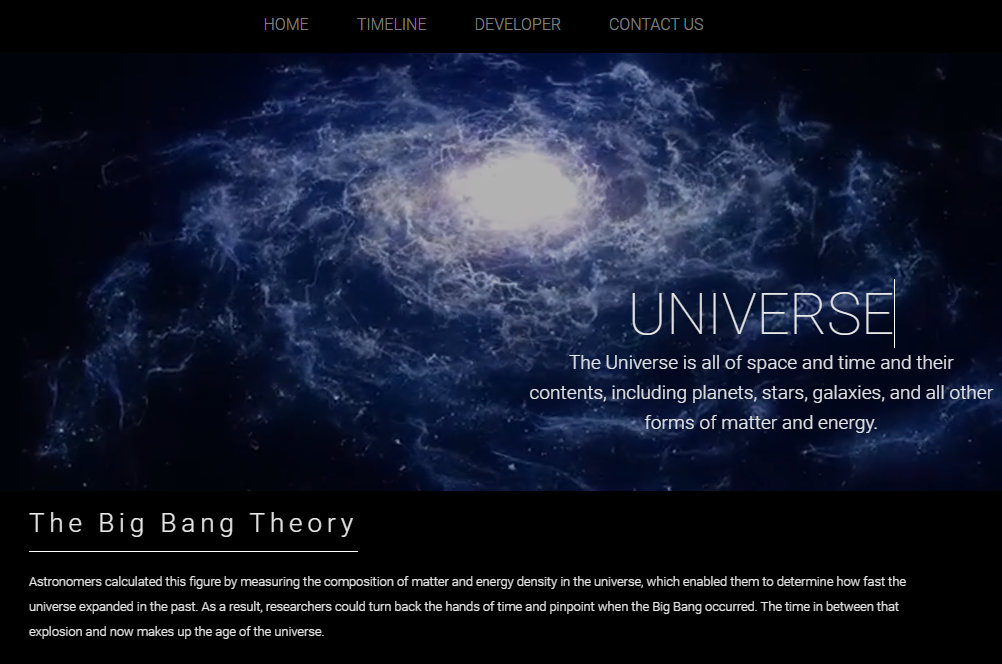 HOME TIMELINE DEVELOPER CONTACT US
UNIVERSE
The Universe is all of space and time and their
contents, including planets, stars, galaxies, and all other
forms of matter and energy.
The Big Bang Theory
Astronomers calculated this figure by measuring the composition of matter and energy density in the universe, which enabled them to determine how fast the
universe expanded in the past. As a result, researchers could turn back the hands of time and pinpoint when the Big Bang occurred. The time in between that
explosion and now makes up the age of the universe.